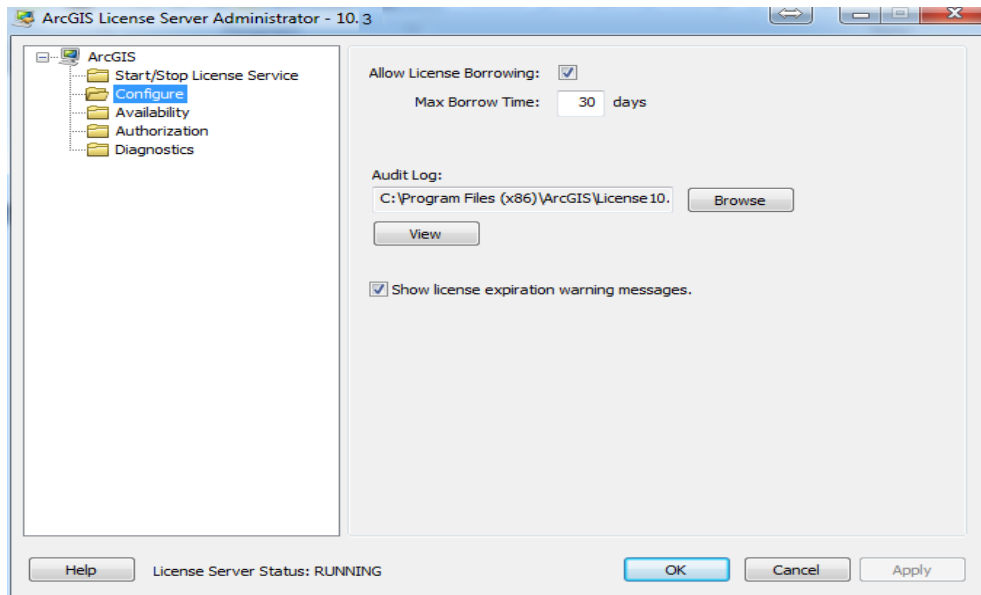 ArcGIS License Server Administrator - 10.3
ArcGIS
Start/Stop License Service
Configure
Availability
Authorization
Diagnostics
Allow License Borrowing:
Max Borrow Time: 30 days
Audit Log:
C:\Program Files (x86)\ArcGIS\License10. Browse
View
Show license expiration warning messages.
Help License Server Status: RUNNING OK Cancel Apply